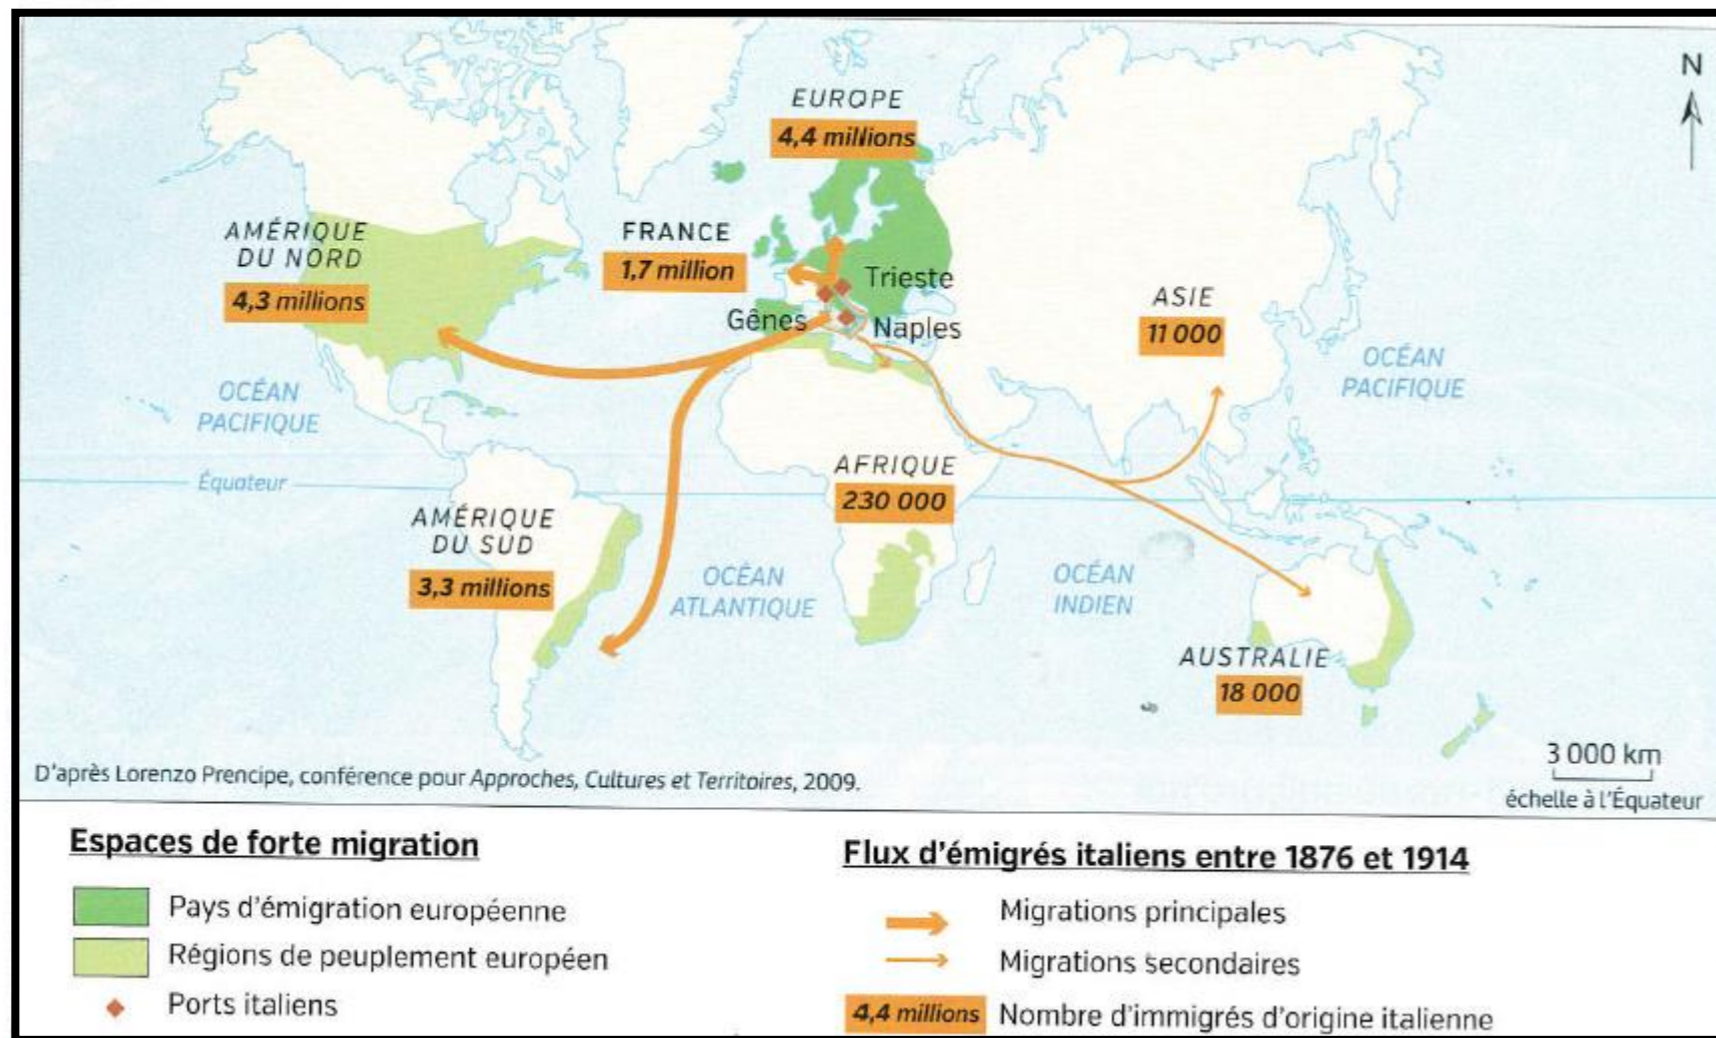 N
EUROPE
4,4 millions
AMÉRIQUE
DU NORD
4,3 millions
FRANCE
1,7 million
Trieste
Gênes
Naples
ASIE
11 000
OCÉAN
PACIFIQUE
OCÉAN
PACIFIQUE
Équateur
AFRIQUE
230 000
AMÉRIQUE
DU SUD
3,3 millions
OCÉAN
ATLANTIQUE
OCÉAN
INDIEN
AUSTRALIE
18 000
3 000 km
échelle à l'Équateur
D'après Lorenzo Prencipe, conférence pour Approches, Cultures et Territoires, 2009.
Espaces de forte migration
Pays d'émigration européenne
Régions de peuplement européen
Ports italiens
Flux d'émigrés italiens entre 1876 et 1914
Migrations principales
Migrations secondaires
4,4 millions Nombre d'immigrés d'origine italienne